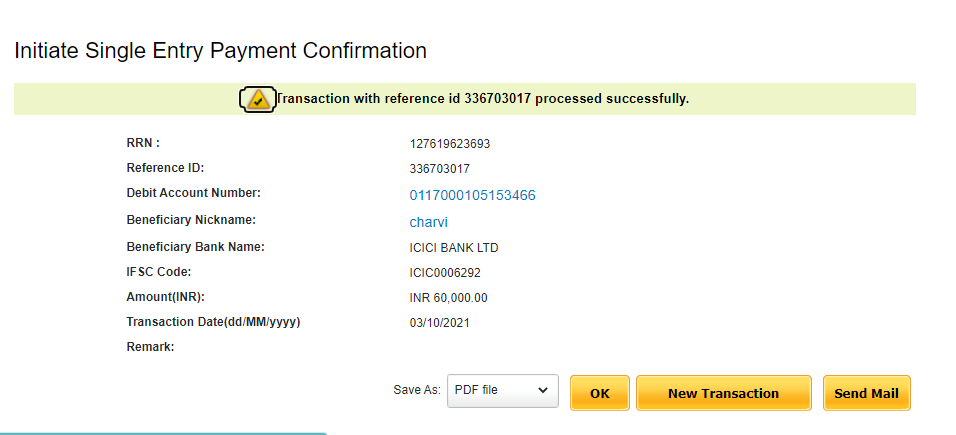 Initiate Single Entry Payment Confirmation
Transaction with reference id 336703017 processed successfully.
RRN : 127619623693
Reference ID: 336703017
Debit Account Number: 0117000105153466
Beneficiary Nickname: charvi
Beneficiary Bank Name: ICICI BANK LTD
IFSC Code: ICIC0006292
Amount(INR): INR 60,000.00
Transaction Date(dd/MM/yyyy) 03/10/2021
Remark:
Save As: PDF file OK New Transaction Send Mail